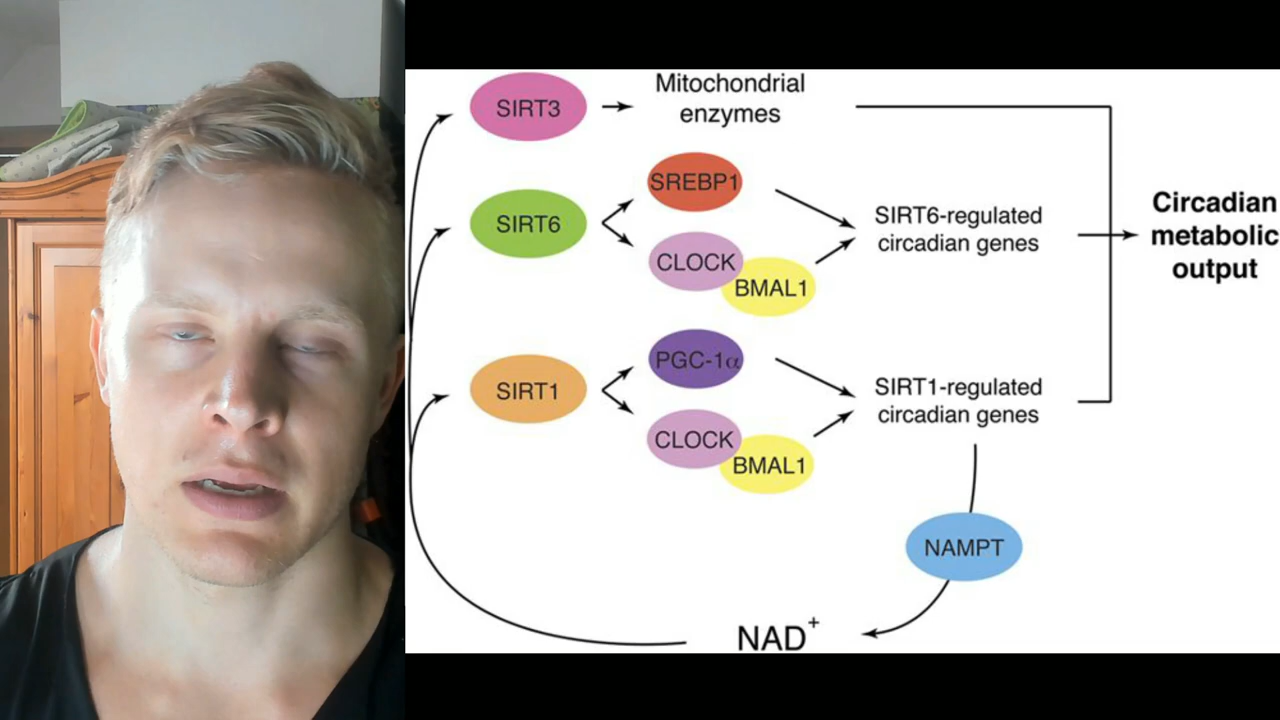 SIRT3
Mitochondrial
enzymes
SREBP1
SIRT6
CLOCK
BMAL1
SIRT6-regulated
circadian genes
Circadian
metabolic
output
PGC-1α
SIRT1
CLOCK
BMAL1
SIRT1-regulated
circadian genes
NAMPT
NAD+